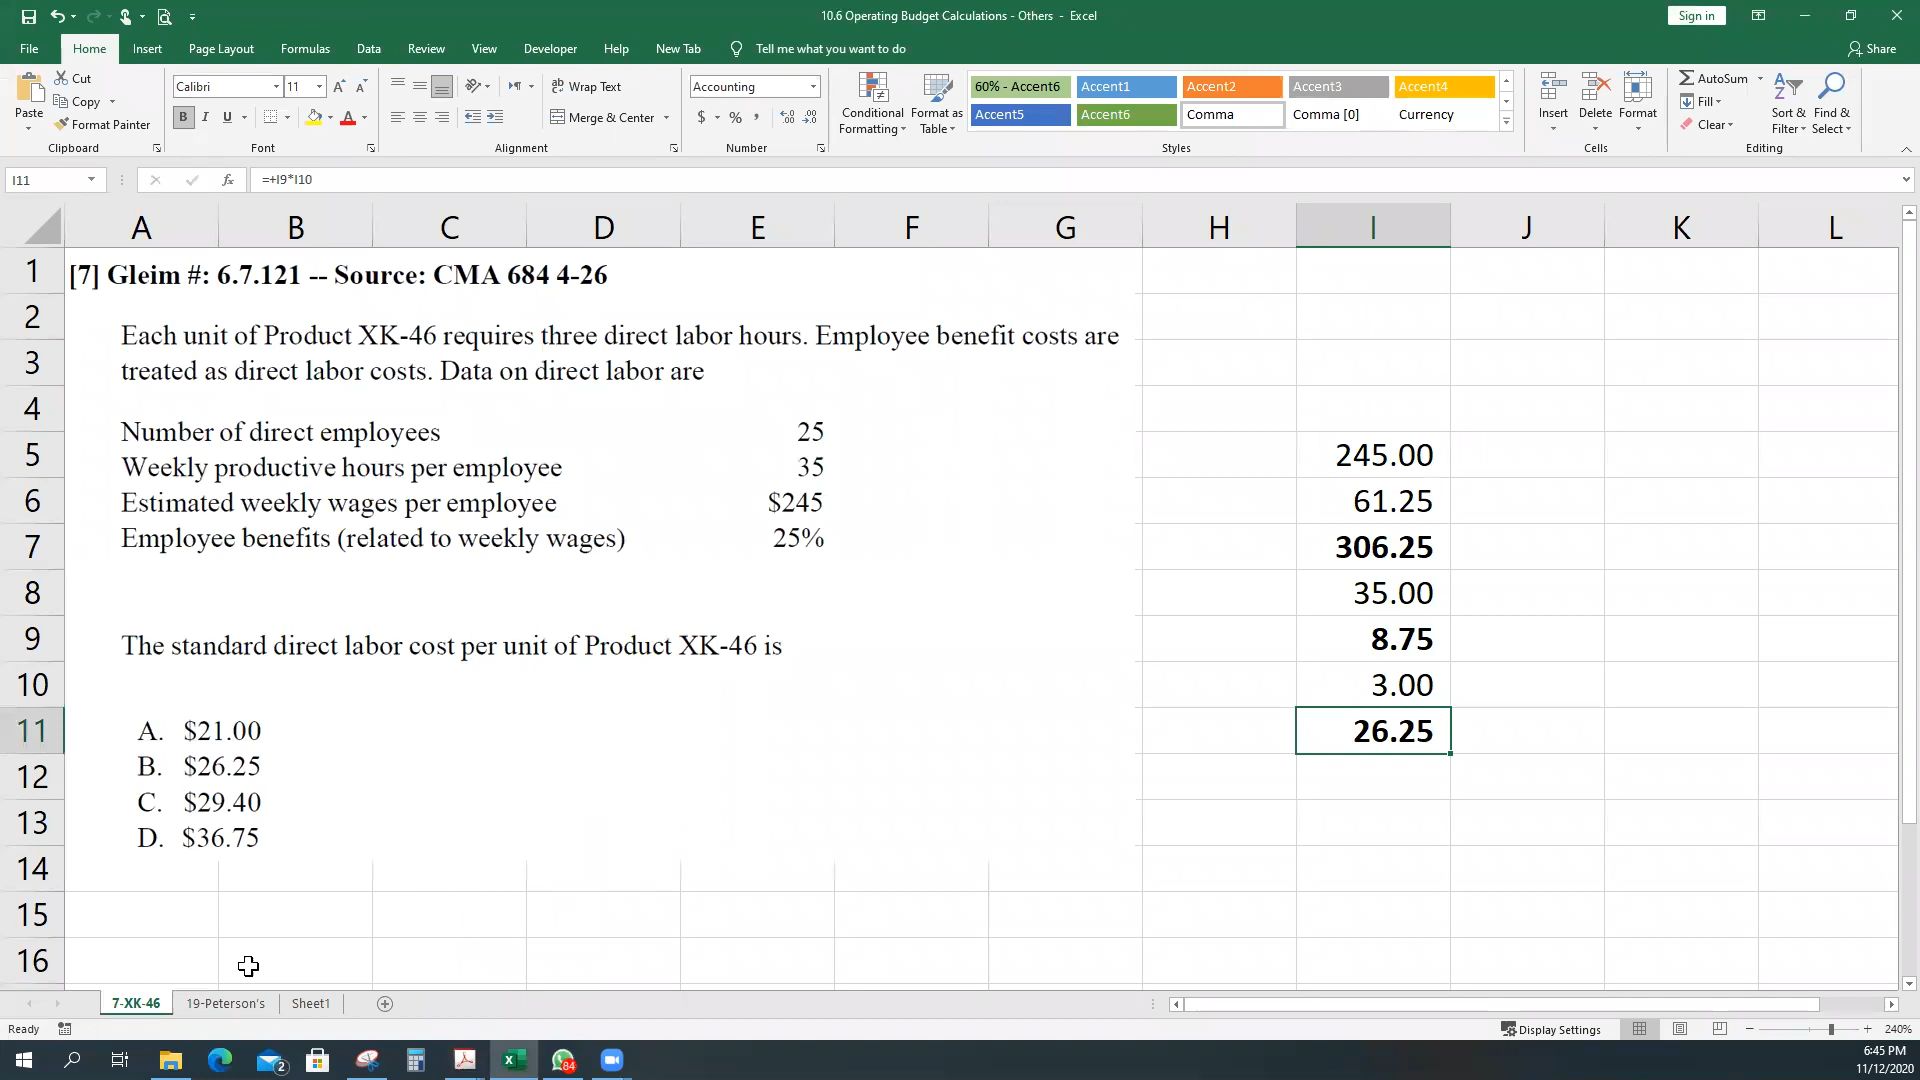 10.6 Operating Budget Calculations - Others - Excel
Sign in
File Home Insert Page Layout Formulas Data Review View Developer Help New Tab Tell me what you want to do Share
Paste
Cut
Copy
Format Painter
Clipboard
Calibri 11
B I U
Font
Wrap Text
Merge & Center
Alignment
Accounting
$ % ,
Number
Conditional Formatting
Format as Table
60% - Accent6 Accent1 Accent2 Accent3 Accent4
Accent5 Accent6 Comma Comma [0] Currency
Styles
Insert Delete Format
Cells
AutoSum
Fill
Clear
Sort & Filter
Find & Select
Editing
I11 fx =+I9*I10
A B C D E F G H I J K L
1 [7] Gleim #: 6.7.121 -- Source: CMA 684 4-26
2 Each unit of Product XK-46 requires three direct labor hours. Employee benefit costs are
3 treated as direct labor costs. Data on direct labor are
4 Number of direct employees 25
5 Weekly productive hours per employee 35 245.00
6 Estimated weekly wages per employee $245 61.25
7 Employee benefits (related to weekly wages) 25% 306.25
8 35.00
9 The standard direct labor cost per unit of Product XK-46 is 8.75
10 3.00
11 A. $21.00 26.25
12 B. $26.25
13 C. $29.40
14 D. $36.75
15
16
7-XK-46 19-Peterson's Sheet1
Ready Display Settings 240%
2 84
6:45 PM
11/12/2020